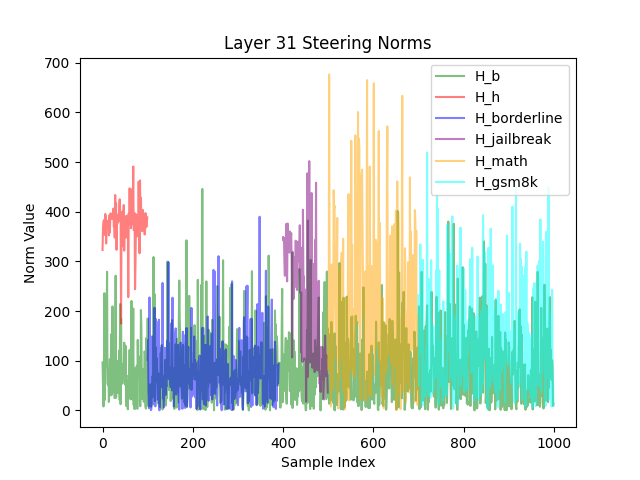 Layer 31 Steering Norms
700
600
500
400
300
200
100
0
Norm Value
0
200
400
600
800
1000
Sample Index
H_b
H_h
H_borderline
H_jailbreak
H_math
H_gsm8k